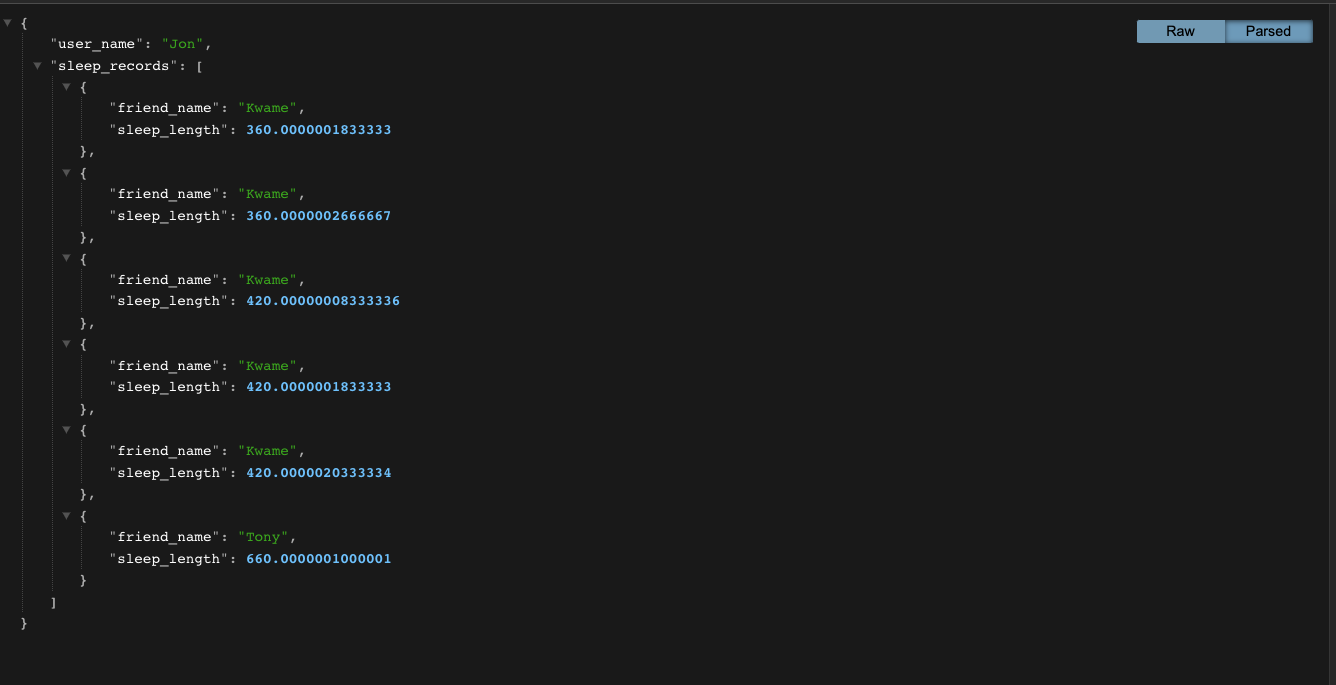 {
Raw Parsed
"user_name": "Jon",
"sleep_records": [
{
"friend_name": "Kwame",
"sleep_length": 360.0000001833333
},
{
"friend_name": "Kwame",
"sleep_length": 360.0000002666667
},
{
"friend_name": "Kwame",
"sleep_length": 420.00000008333336
},
{
"friend_name": "Kwame",
"sleep_length": 420.0000001833333
},
{
"friend_name": "Kwame",
"sleep_length": 420.0000020333334
},
{
"friend_name": "Tony",
"sleep_length": 660.0000001000001
}
]
}